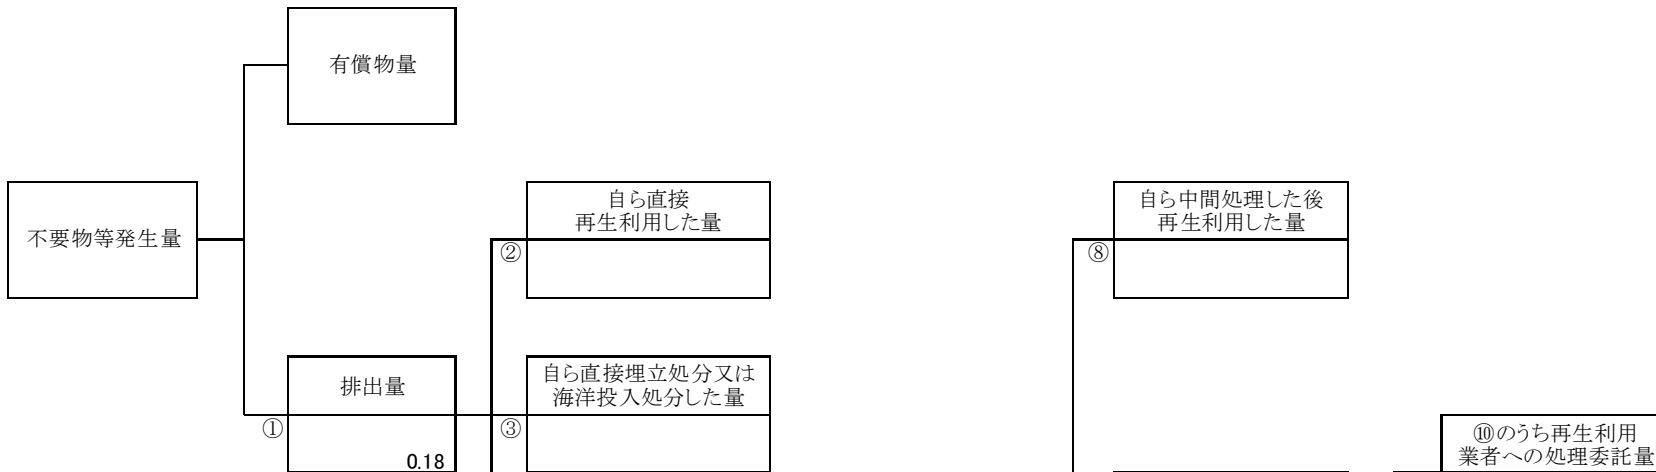 有償物量
不要物等発生量
自ら直接
再生利用した量
②
自ら中間処理した後
再生利用した量
⑧
排出量
①
0.18
自ら直接埋立処分又は
海洋投入処分した量
③
⑩のうち再生利用
業者への処理委託量